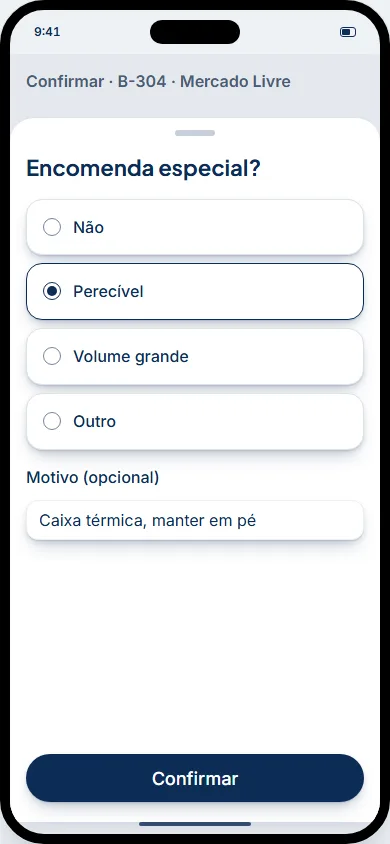 9:41
Confirmar · B-304 · Mercado Livre
Encomenda especial?
Não
Perecível
Volume grande
Outro
Motivo (opcional)
Caixa térmica, manter em pé
Confirmar